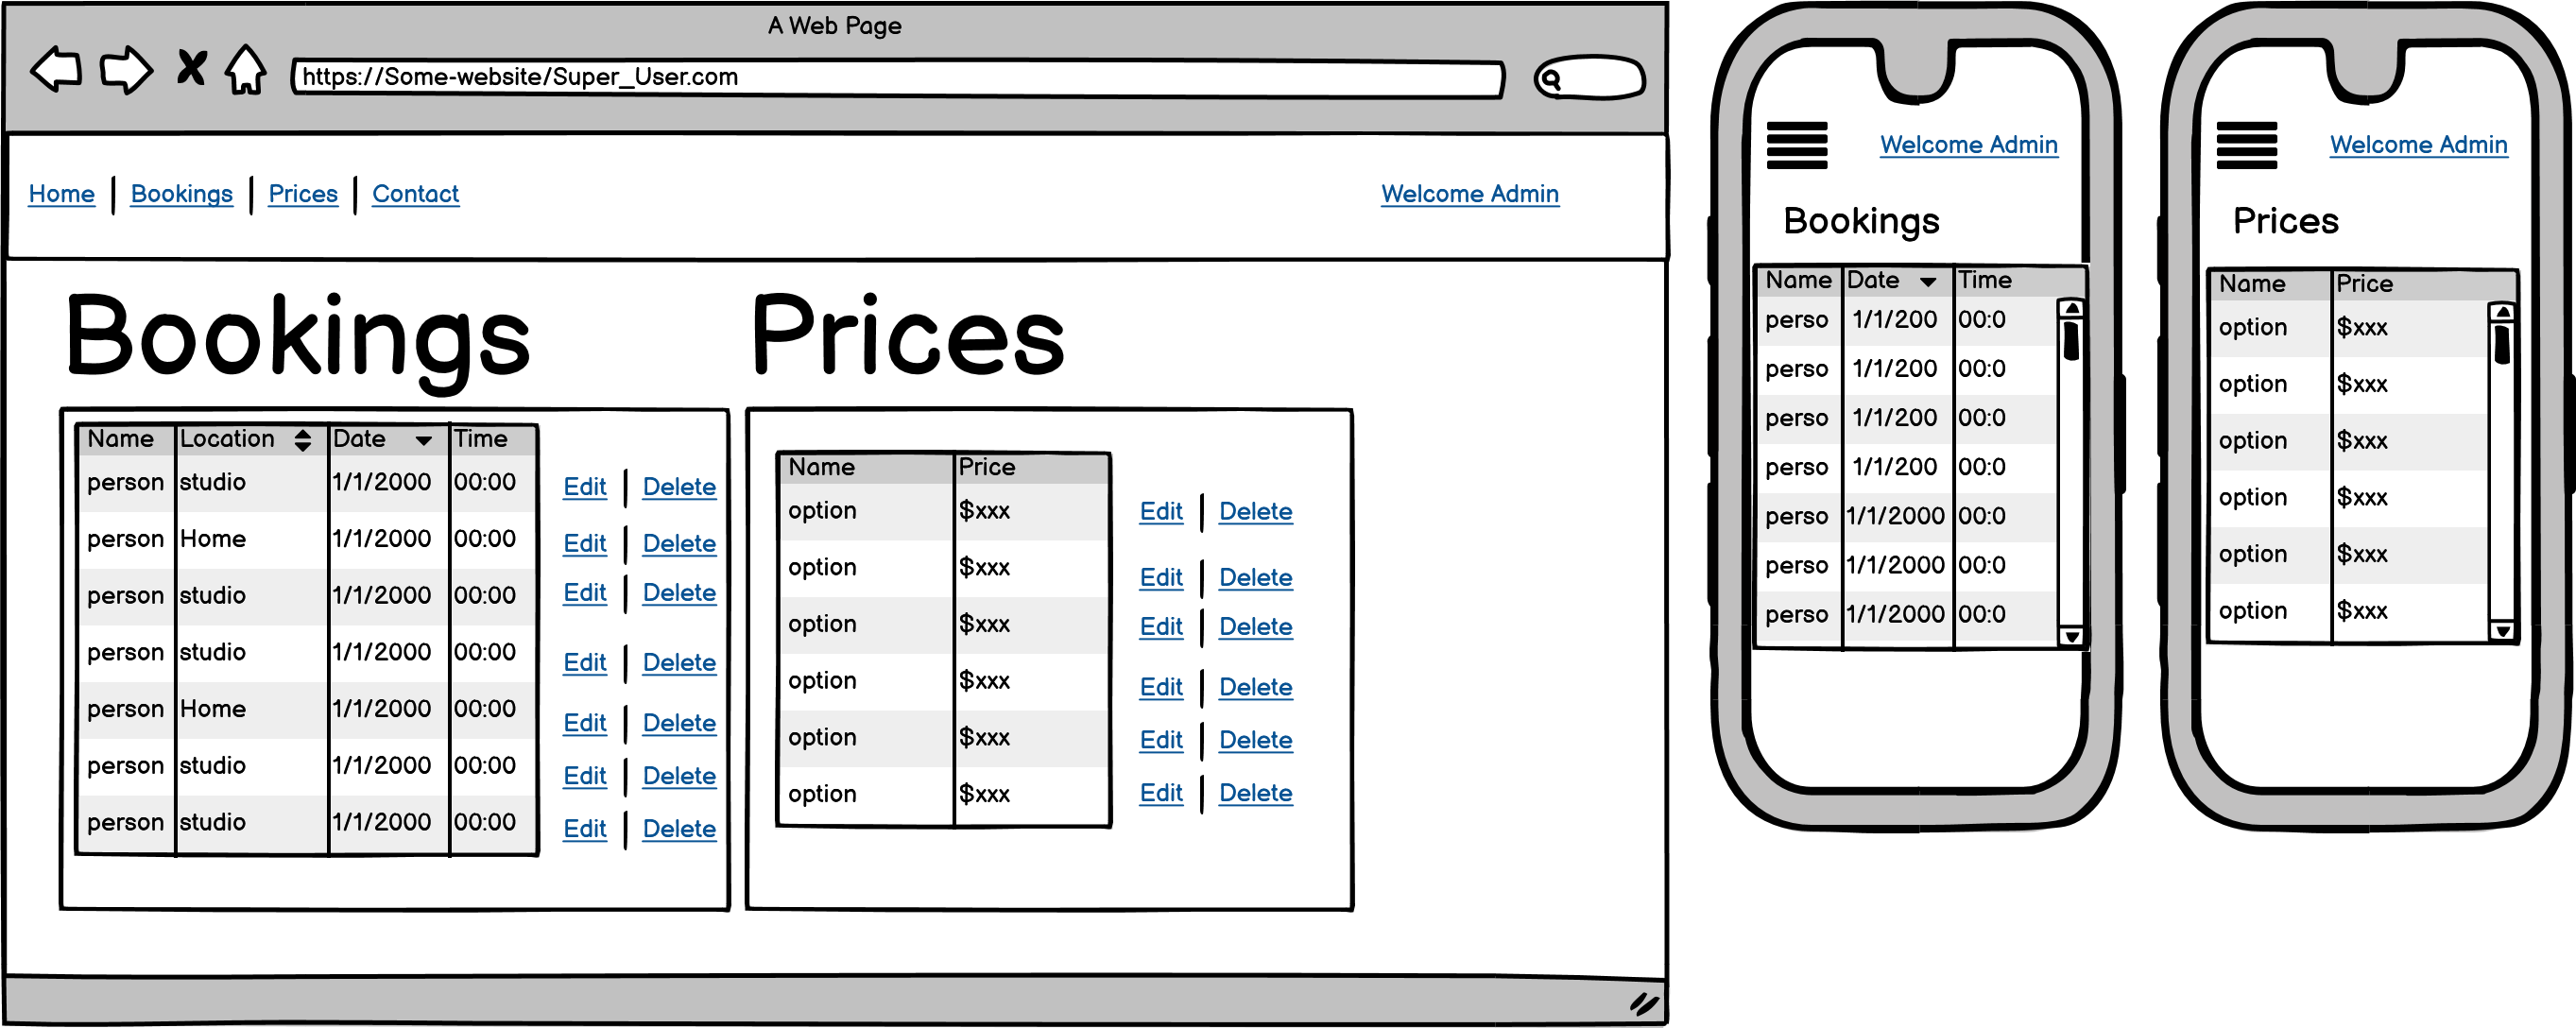 A Web Page
https://Some-website/Super_User.com
Home Bookings Prices Contact Welcome Admin
Bookings
Name Location Date Time
person studio 1/1/2000 00:00 Edit Delete
person Home 1/1/2000 00:00 Edit Delete
person studio 1/1/2000 00:00 Edit Delete
person studio 1/1/2000 00:00 Edit Delete
person Home 1/1/2000 00:00 Edit Delete
person studio 1/1/2000 00:00 Edit Delete
person studio 1/1/2000 00:00 Edit Delete
Prices
Name Price
option $xxx Edit Delete
option $xxx Edit Delete
option $xxx Edit Delete
option $xxx Edit Delete
option $xxx Edit Delete
option $xxx Edit Delete
Welcome Admin
Bookings
Name Date Time
perso 1/1/200 00:0
perso 1/1/200 00:0
perso 1/1/200 00:0
perso 1/1/200 00:0
perso 1/1/2000 00:0
perso 1/1/2000 00:0
perso 1/1/2000 00:0
Welcome Admin
Prices
Name Price
option $xxx
option $xxx
option $xxx
option $xxx
option $xxx
option $xxx